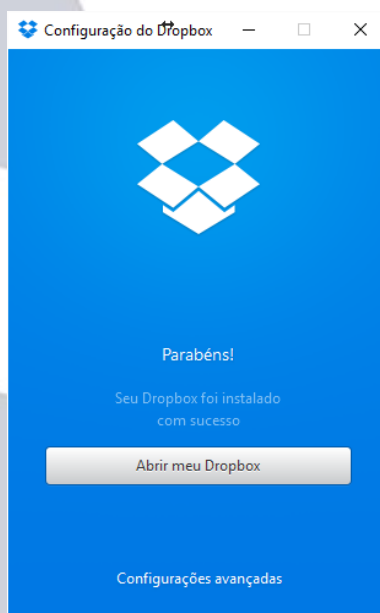 Configuração do Dropbox
Parabéns!
Seu Dropbox foi instalado
com sucesso
Abrir meu Dropbox
Configurações avançadas